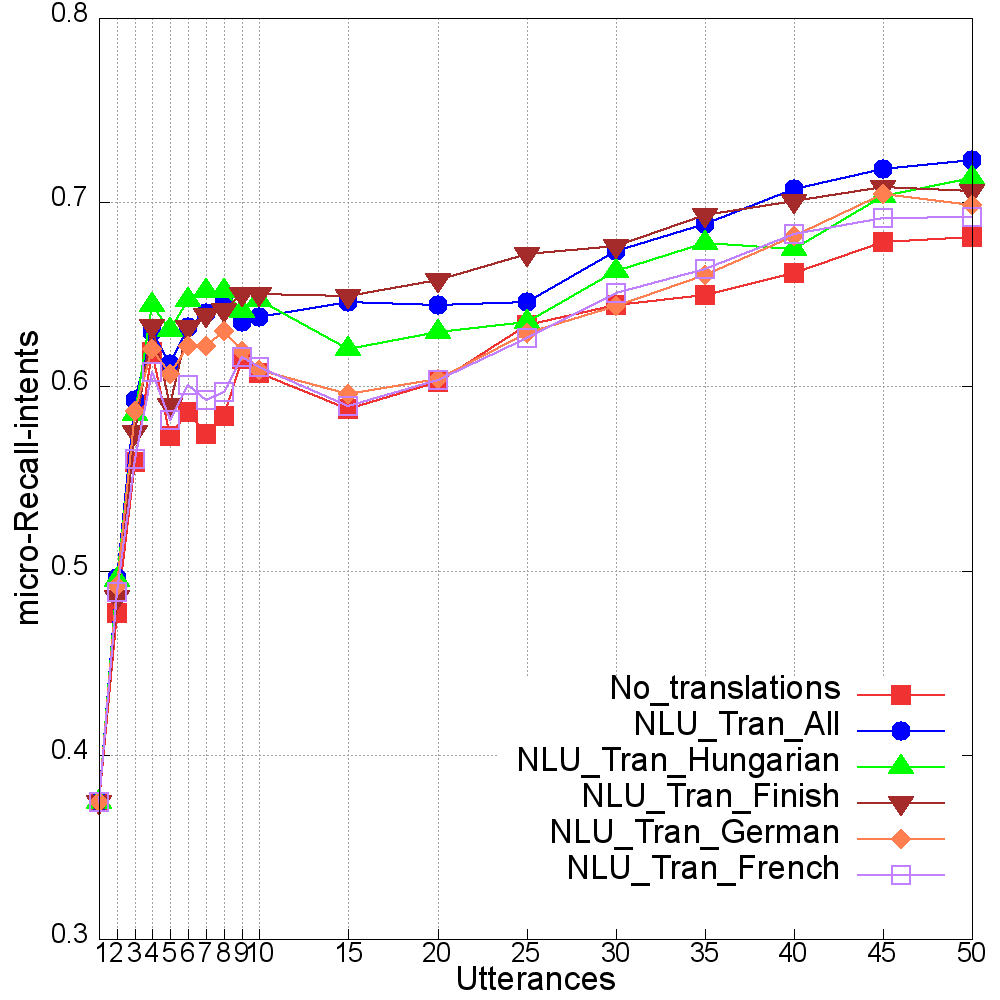 0.8
0.7
0.6
0.5
0.4
0.3
micro-Recall-intents
No_translations
NLU_Tran_All
NLU_Tran_Hungarian
NLU_Tran_Finish
NLU_Tran_German
NLU_Tran_French
1 2 3 4 5 6 7 8 9 10 15 20 25 30 35 40 45 50
Utterances